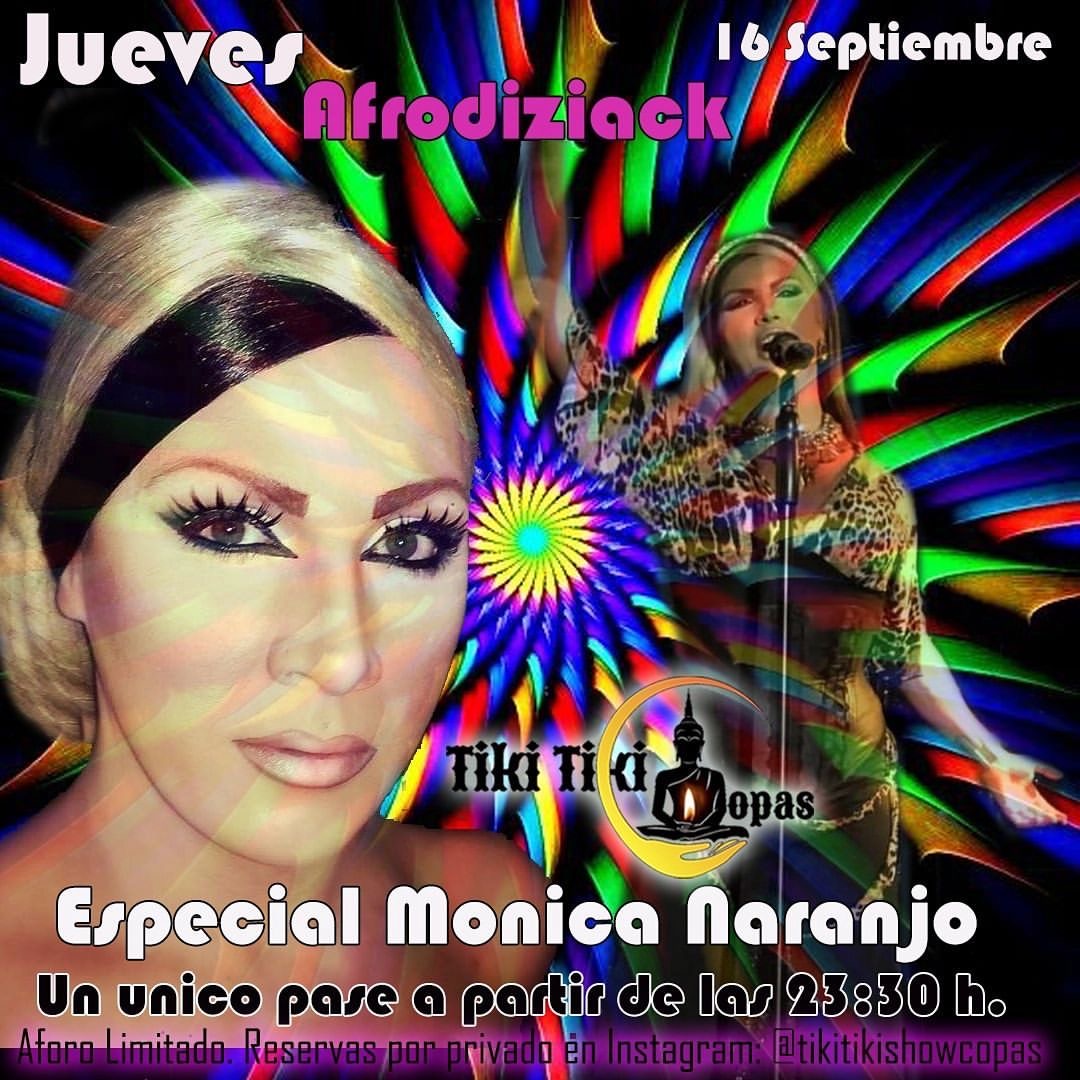 Jueves
16 Septiembre
Afrodiziack
Tiki Tiki
Copas
Especial Monica Naranjo
Un unico pase a partir de las 23:30 h.
Aforo Limitado. Reservas por privado en Instagram: @tikitikishowcopas